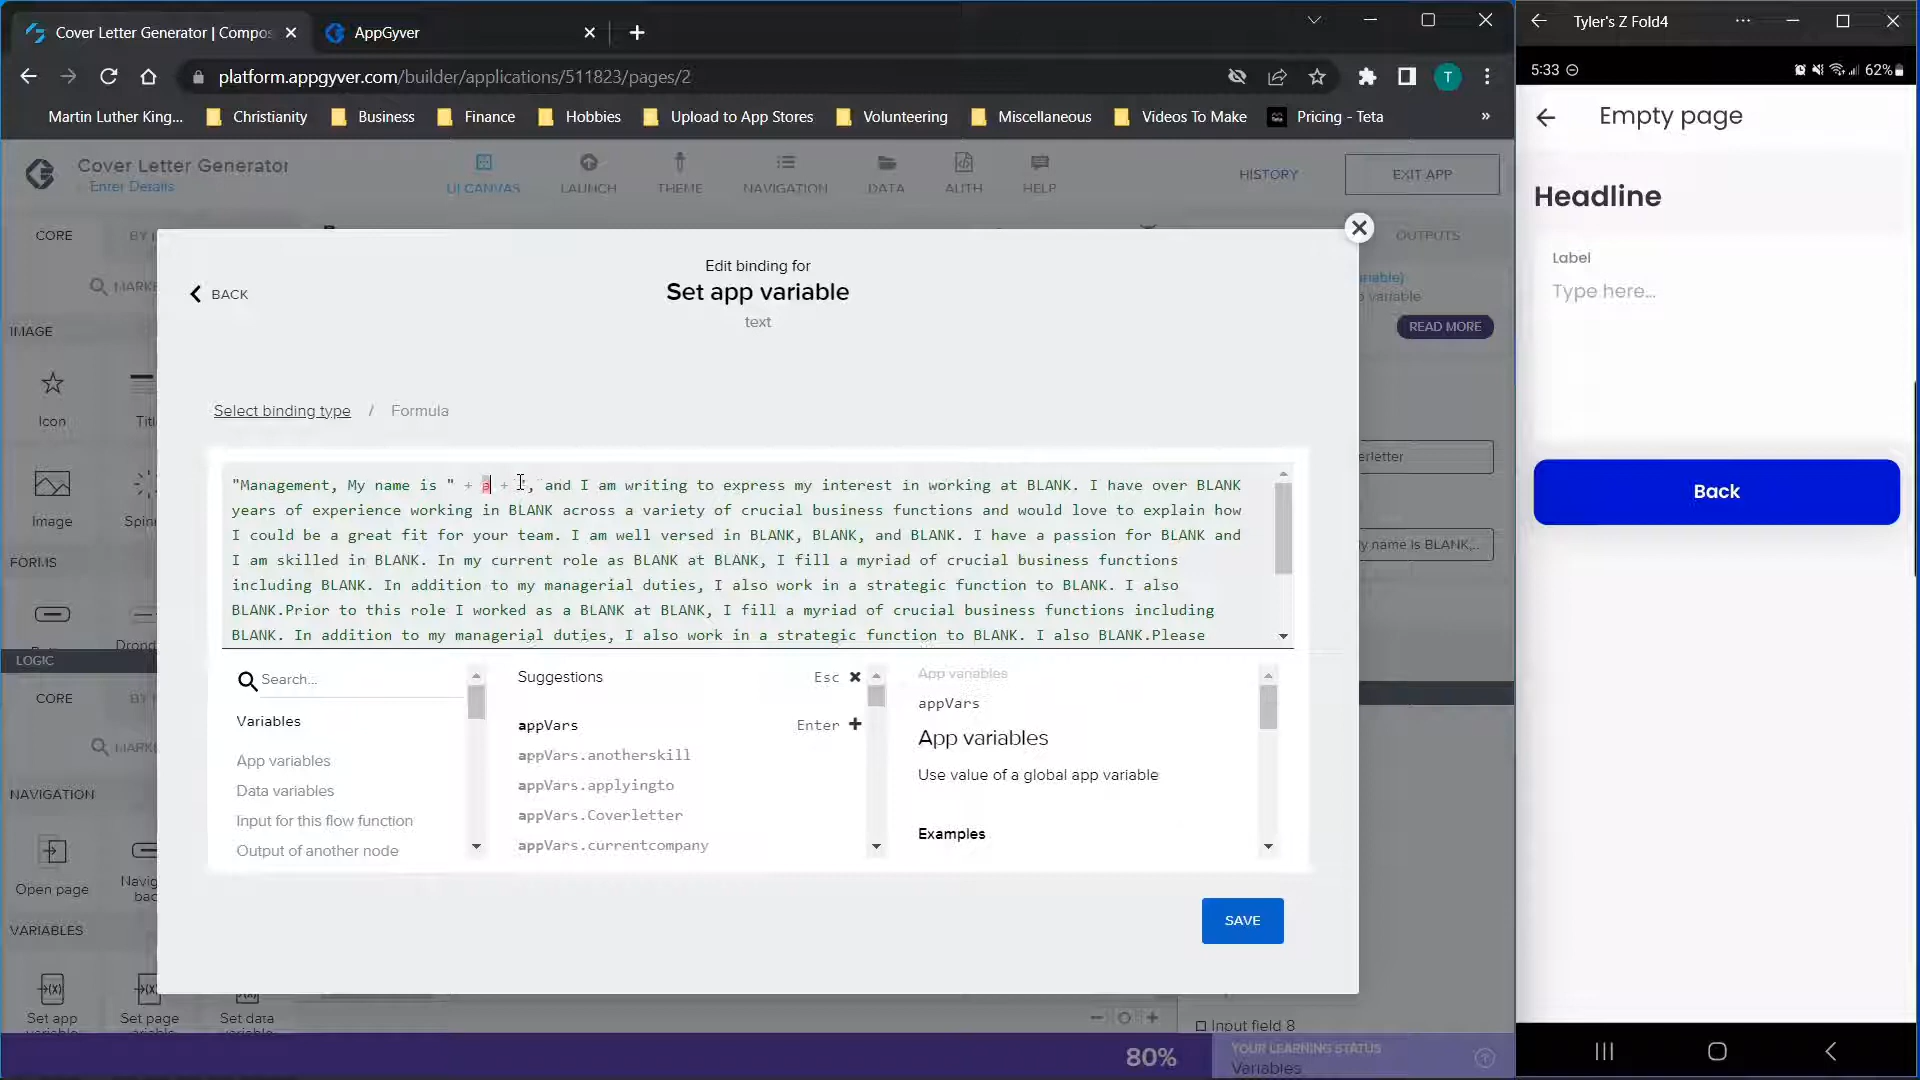 Cover Letter Generator | Compos
AppGyver
platform.appgyver.com/builder/applications/511823/pages/2
T
Martin Luther King...
Christianity
Business
Finance
Hobbies
Upload to App Stores
Volunteering
Miscellaneous
Videos To Make
Pricing - Teta
»
Cover Letter Generator
Enter Details
UI CANVAS
LAUNCH
THEME
NAVIGATION
DATA
AUTH
HELP
HISTORY
EXIT APP
CORE
BY
OUTPUTS
IMAGE
Icon
Image
FORMS
LOGIC
CORE
NAVIGATION
Open page
VARIABLES
Set app
Set page
Set data
READ MORE
BACK
Edit binding for
Set app variable
text
Select binding type / Formula
"Management, My name is " + a + ", and I am writing to express my interest in working at BLANK. I have over BLANK
years of experience working in BLANK across a variety of crucial business functions and would love to explain how
I could be a great fit for your team. I am well versed in BLANK, BLANK, and BLANK. I have a passion for BLANK and
I am skilled in BLANK. In my current role as BLANK at BLANK, I fill a myriad of crucial business functions
including BLANK. In addition to my managerial duties, I also work in a strategic function to BLANK. I also
BLANK.Prior to this role I worked as a BLANK at BLANK, I fill a myriad of crucial business functions including
BLANK. In addition to my managerial duties, I also work in a strategic function to BLANK. I also BLANK.Please
Search...
Variables
App variables
Data variables
Input for this flow function
Output of another node
Suggestions
Esc
appVars
Enter
appVars.anotherskill
appVars.applyingto
appVars.Coverletter
appVars.currentcompany
App variables
appVars
App variables
Use value of a global app variable
Examples
SAVE
Input field 8
80%
YOUR LEARNING STATUS
Variables
Tyler's Z Fold4
5:33
62%
Empty page
Headline
Label
Type here...
Back